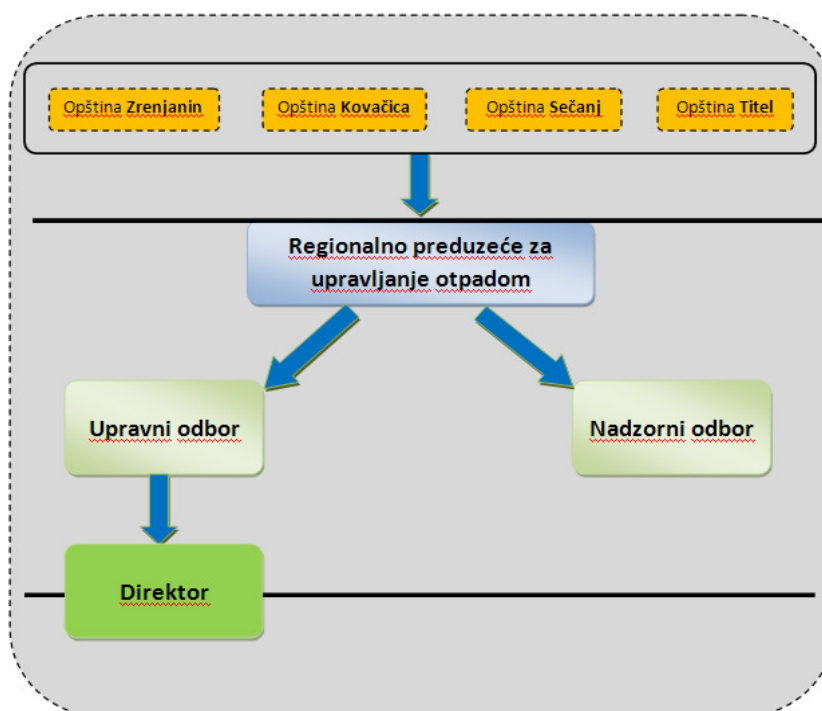 Opština Zrenjanin
Opština Kovačica
Opština Sečanj
Opština Titel
Regionalno preduzeće za
upravljanje otpadom
Upravni odbor
Nadzorni odbor
Direktor